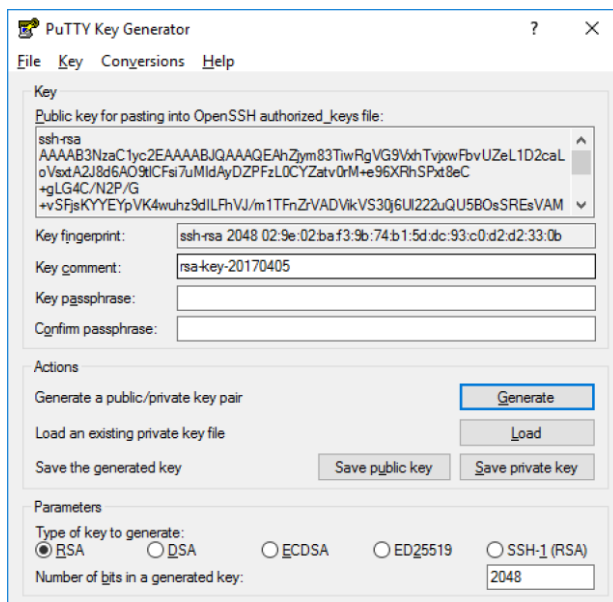 PuTTY Key Generator ? ×
File Key Conversions Help
Key
Public key for pasting into OpenSSH authorized_keys file:
ssh-rsa
AAAAB3NzaC1yc2EAAAABJQAAAQEAhZjym83TiwRgVG9VxhTvjxwFbvUZeL1D2caL
oVsxtA2J8d6AO9tlCFsi7uMIdAyDZPFzL0CYZatv0rM+e96XRhSPxt8eC
+gLG4C/N2P/G
+vSFjsKYYEYpVK4wuhz9dILFhVJ/m1TFnZrVADVikVS30j6Ul222uQU5BOsSREsVAM
Key fingerprint: ssh-rsa 2048 02:9e:02:ba:f3:9b:74:b1:5d:dc:93:c0:d2:d2:33:0b
Key comment: rsa-key-20170405
Key passphrase:
Confirm passphrase:
Actions
Generate a public/private key pair Generate
Load an existing private key file Load
Save the generated key Save public key Save private key
Parameters
Type of key to generate:
RSA DSA ECDSA ED25519 SSH-1 (RSA)
Number of bits in a generated key: 2048